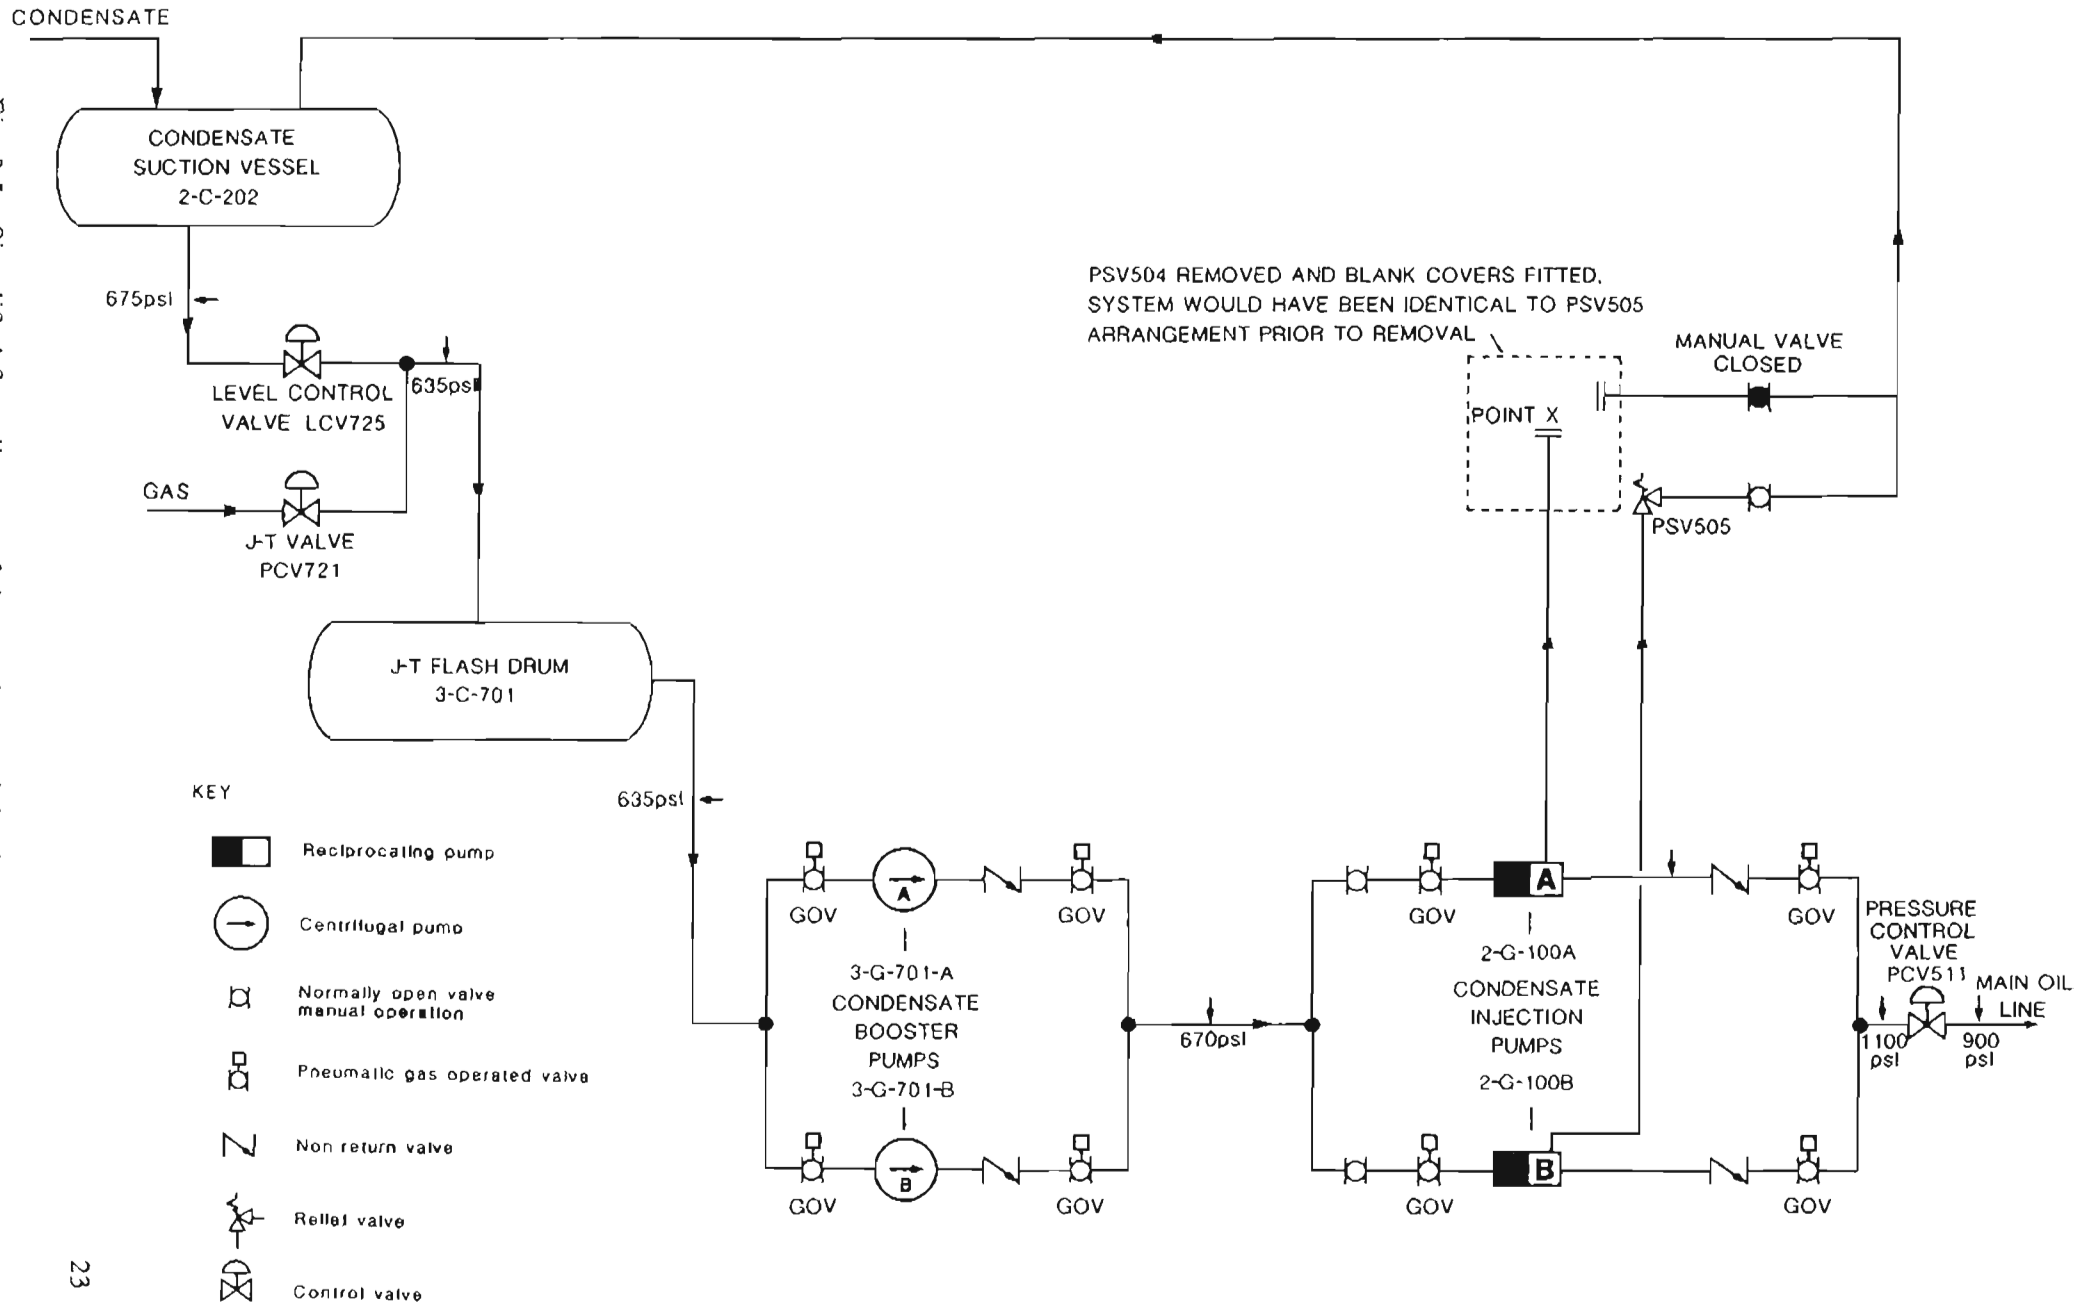 CONDENSATE
CONDENSATE
SUCTION VESSEL
2-C-202
675psi
LEVEL CONTROL
VALVE LCV725
635psi
GAS
J-T VALVE
PCV721
J-T FLASH DRUM
3-C-701
635psi
PSV504 REMOVED AND BLANK COVERS FITTED.
SYSTEM WOULD HAVE BEEN IDENTICAL TO PSV505
ARRANGEMENT PRIOR TO REMOVAL
MANUAL VALVE
CLOSED
POINT X
PSV505
KEY
Reciprocating pump
Centrifugal pump
Normally open valve
manual operation
Pneumatic gas operated valve
Non return valve
Relief valve
Control valve
GOV
A
GOV
3-G-701-A
CONDENSATE
BOOSTER
PUMPS
3-G-701-B
GOV
B
GOV
670psi
GOV
A
GOV
2-G-100A
CONDENSATE
INJECTION
PUMPS
2-G-100B
GOV
B
GOV
PRESSURE
CONTROL
VALVE
PCV511
MAIN OIL
LINE
1100
psi
900
psi
23